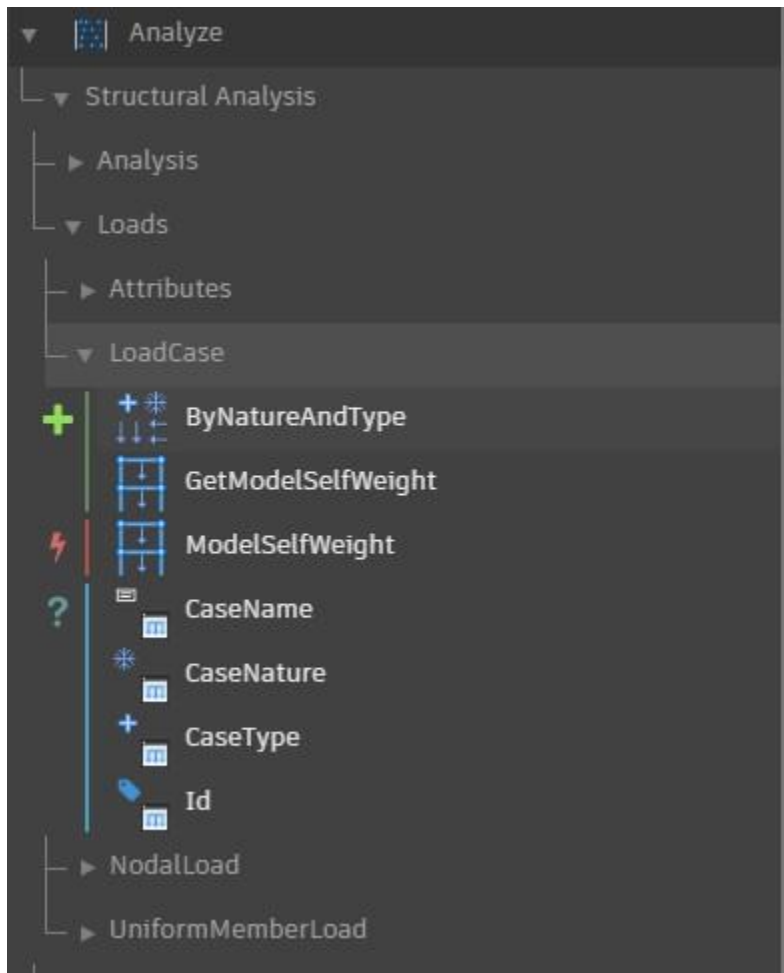 Analyze
Structural Analysis
Analysis
Loads
Attributes
LoadCase
ByNatureAndType
GetModelSelfWeight
ModelSelfWeight
?
CaseName
CaseNature
CaseType
Id
NodalLoad
UniformMemberLoad